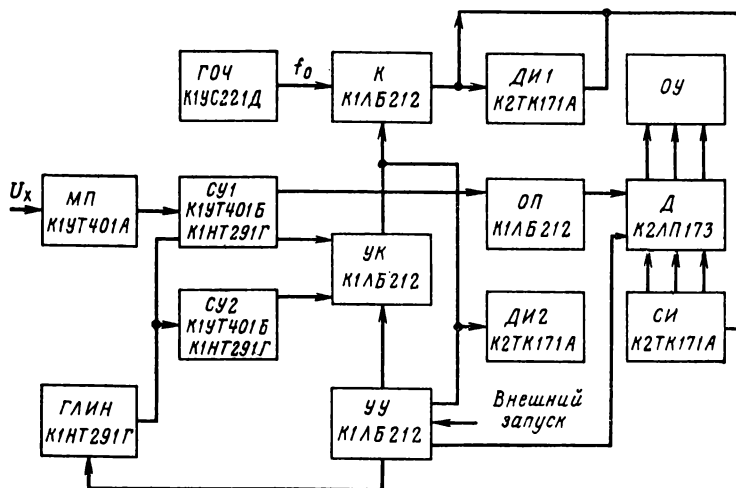 ГОЧ
К1УС221Д
f₀
К
К1ЛБ212
ДИ1
К2ТК171А
ОУ
Uₓ
МП
К1УТ401А
СУ1
К1УТ401Б
К1НТ291Г
УК
К1ЛБ212
ОП
К1ЛБ212
Д
К2ЛП173
СУ2
К1УТ401Б
К1НТ291Г
ДИ2
К2ТК171А
СИ
К2ТК171А
ГЛИН
К1НТ291Г
УУ
К1ЛБ212
Внешний
запуск